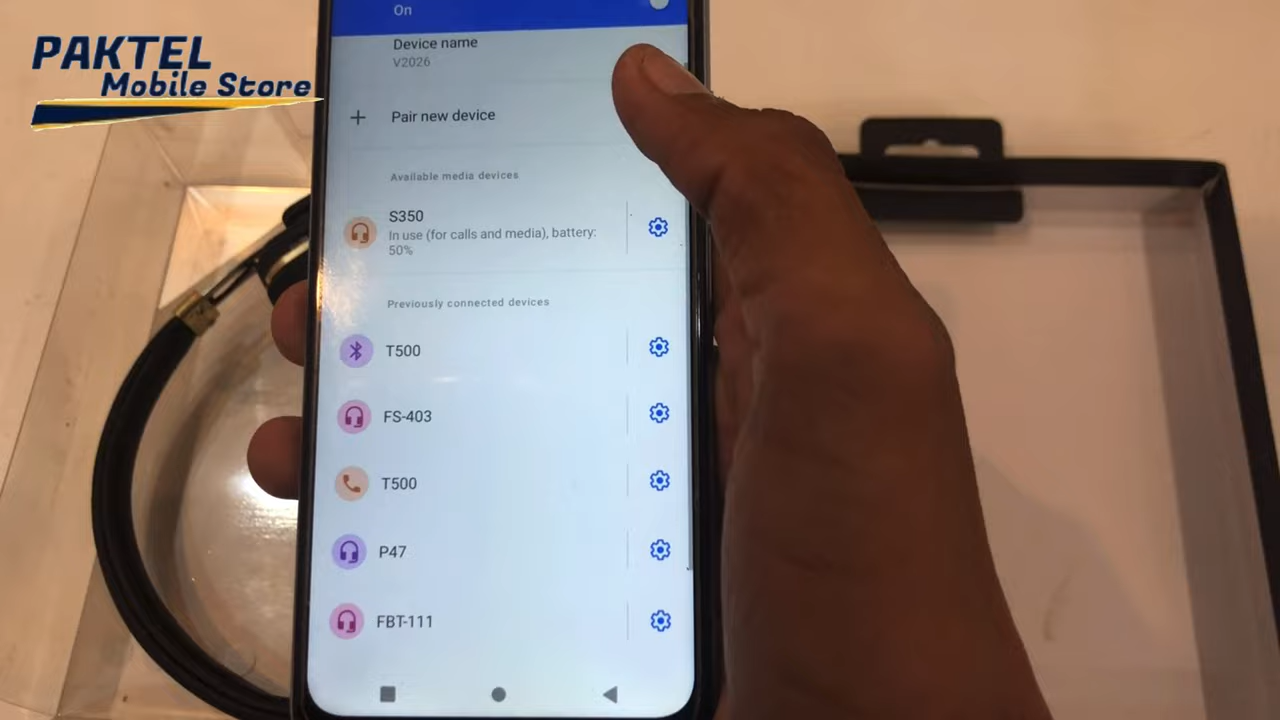 PAKTEL
Mobile Store
On
Device name
V2026
Pair new device
Available media devices
S350
In use (for calls and media), battery:
50%
Previously connected devices
T500
FS-403
T500
P47
FBT-111